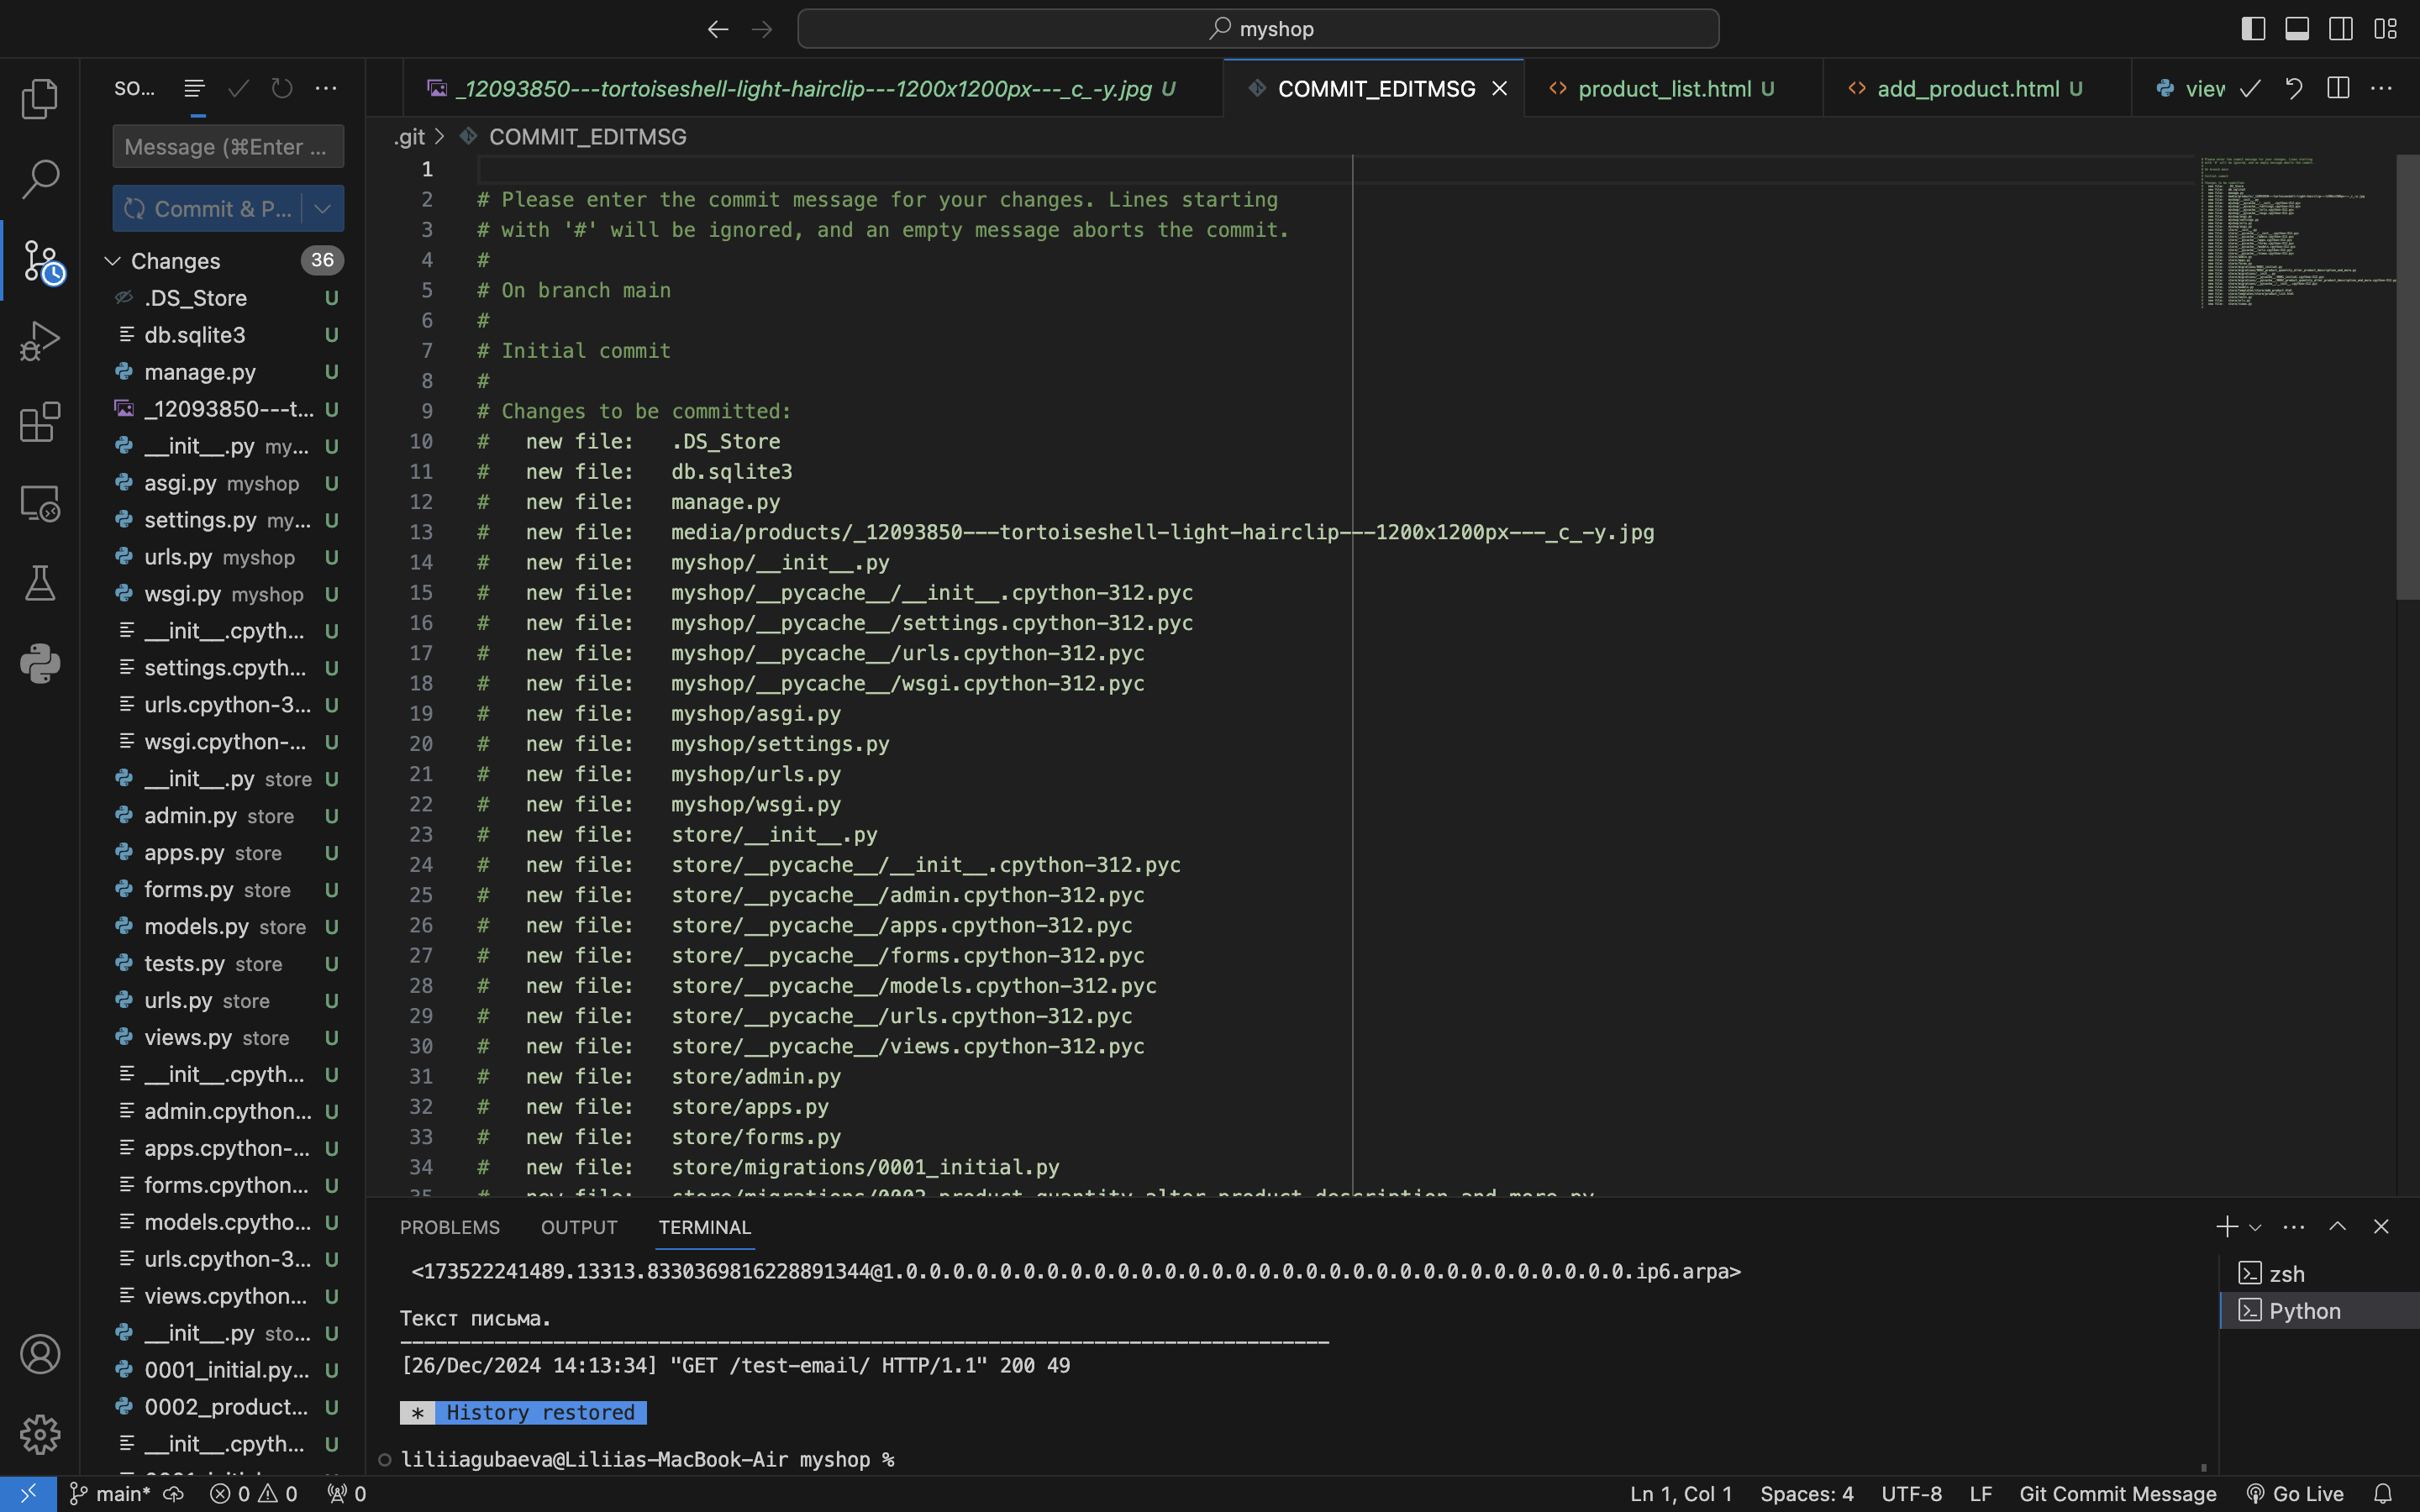 myshop
SO...
_12093850---tortoiseshell-light-hairclip---1200x1200px---_c_-y.jpg U
COMMIT_EDITMSG
product_list.html U
add_product.html U
view
Message (⌘Enter ...
Commit & P...
Changes 36
.DS_Store U
db.sqlite3 U
manage.py U
_12093850---t... U
__init__.py my... U
asgi.py myshop U
settings.py my... U
urls.py myshop U
wsgi.py myshop U
__init__.cpyth... U
settings.cpyth... U
urls.cpython-3... U
wsgi.cpython-... U
__init__.py store U
admin.py store U
apps.py store U
forms.py store U
models.py store U
tests.py store U
urls.py store U
views.py store U
__init__.cpyth... U
admin.cpython... U
apps.cpython-... U
forms.cpython... U
models.cpytho... U
urls.cpython-3... U
views.cpython... U
__init__.py sto... U
0001_initial.py... U
0002_product... U
__init__.cpyth... U
.git > COMMIT_EDITMSG
1
2 # Please enter the commit message for your changes. Lines starting
3 # with '#' will be ignored, and an empty message aborts the commit.
4 #
5 # On branch main
6 #
7 # Initial commit
8 #
9 # Changes to be committed:
10 # new file: .DS_Store
11 # new file: db.sqlite3
12 # new file: manage.py
13 # new file: media/products/_12093850---tortoiseshell-light-hairclip---1200x1200px---_c_-y.jpg
14 # new file: myshop/__init__.py
15 # new file: myshop/__pycache__/__init__.cpython-312.pyc
16 # new file: myshop/__pycache__/settings.cpython-312.pyc
17 # new file: myshop/__pycache__/urls.cpython-312.pyc
18 # new file: myshop/__pycache__/wsgi.cpython-312.pyc
19 # new file: myshop/asgi.py
20 # new file: myshop/settings.py
21 # new file: myshop/urls.py
22 # new file: myshop/wsgi.py
23 # new file: store/__init__.py
24 # new file: store/__pycache__/__init__.cpython-312.pyc
25 # new file: store/__pycache__/admin.cpython-312.pyc
26 # new file: store/__pycache__/apps.cpython-312.pyc
27 # new file: store/__pycache__/forms.cpython-312.pyc
28 # new file: store/__pycache__/models.cpython-312.pyc
29 # new file: store/__pycache__/urls.cpython-312.pyc
30 # new file: store/__pycache__/views.cpython-312.pyc
31 # new file: store/admin.py
32 # new file: store/apps.py
33 # new file: store/forms.py
34 # new file: store/migrations/0001_initial.py
35 # new file: store/migrations/0002_product_quantity_alter_product_description_and_more.py
PROBLEMS OUTPUT TERMINAL
<173522241489.13313.8330369816228891344@1.0.0.0.0.0.0.0.0.0.0.0.0.0.0.0.0.0.0.0.0.0.0.0.0.0.0.0.0.0.0.0.ip6.arpa>
Текст письма.
-------------------------------------------------------------------------------
[26/Dec/2024 14:13:34] "GET /test-email/ HTTP/1.1" 200 49
* History restored
liliiagubaeva@Liliias-MacBook-Air myshop %
zsh
Python
main* 0 0 0
Ln 1, Col 1 Spaces: 4 UTF-8 LF Git Commit Message Go Live